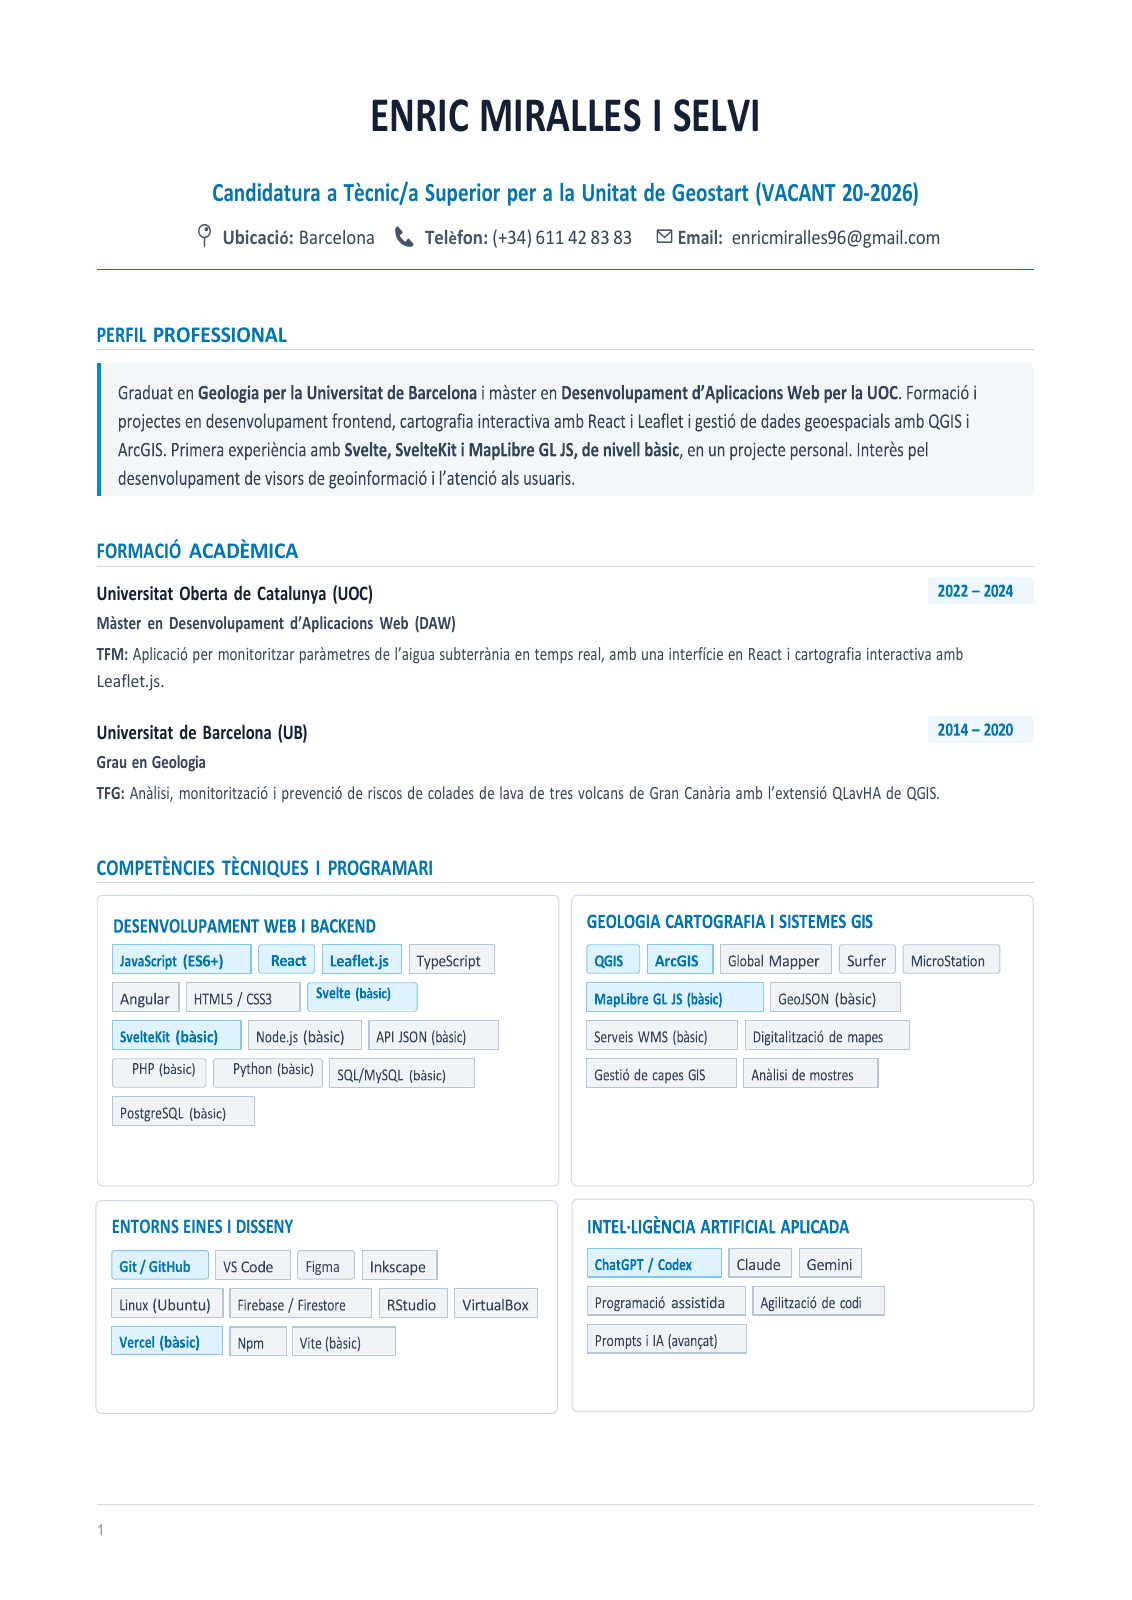 ENRIC MIRALLES I SELVI
Candidatura a Tècnic/a Superior per a la Unitat de Geostart (VACANT 20-2026)
Ubicació: Barcelona Telèfon: (+34) 611 42 83 83 Email: enricmiralles96@gmail.com
PERFIL PROFESSIONAL
Graduat en Geologia per la Universitat de Barcelona i màster en Desenvolupament d’Aplicacions Web per la UOC. Formació i
projectes en desenvolupament frontend, cartografia interactiva amb React i Leaflet i gestió de dades geoespacials amb QGIS i
ArcGIS. Primera experiència amb Svelte, SvelteKit i MapLibre GL JS, de nivell bàsic, en un projecte personal. Interès pel
desenvolupament de visors de geoinformació i l’atenció als usuaris.
FORMACIÓ ACADÈMICA
Universitat Oberta de Catalunya (UOC) 2022 – 2024
Màster en Desenvolupament d’Aplicacions Web (DAW)
TFM: Aplicació per monitoritzar paràmetres de l’aigua subterrània en temps real, amb una interfície en React i cartografia interactiva amb
Leaflet.js.
Universitat de Barcelona (UB) 2014 – 2020
Grau en Geologia
TFG: Anàlisi, monitorització i prevenció de riscos de colades de lava de tres volcans de Gran Canària amb l’extensió QLavHA de QGIS.
COMPETÈNCIES TÈCNIQUES I PROGRAMARI
DESENVOLUPAMENT WEB I BACKEND
JavaScript (ES6+) React Leaflet.js TypeScript
Angular HTML5 / CSS3 Svelte (bàsic)
SvelteKit (bàsic) Node.js (bàsic) API JSON (bàsic)
PHP (bàsic) Python (bàsic) SQL/MySQL (bàsic)
PostgreSQL (bàsic)
GEOLOGIA CARTOGRAFIA I SISTEMES GIS
QGIS ArcGIS Global Mapper Surfer MicroStation
MapLibre GL JS (bàsic) GeoJSON (bàsic)
Serveis WMS (bàsic) Digitalització de mapes
Gestió de capes GIS Anàlisi de mostres
ENTORNS EINES I DISSENY
Git / GitHub VS Code Figma Inkscape
Linux (Ubuntu) Firebase / Firestore RStudio VirtualBox
Vercel (bàsic) Npm Vite (bàsic)
INTEL·LIGÈNCIA ARTIFICIAL APLICADA
ChatGPT / Codex Claude Gemini
Programació assistida Agilització de codi
Prompts i IA (avançat)
1